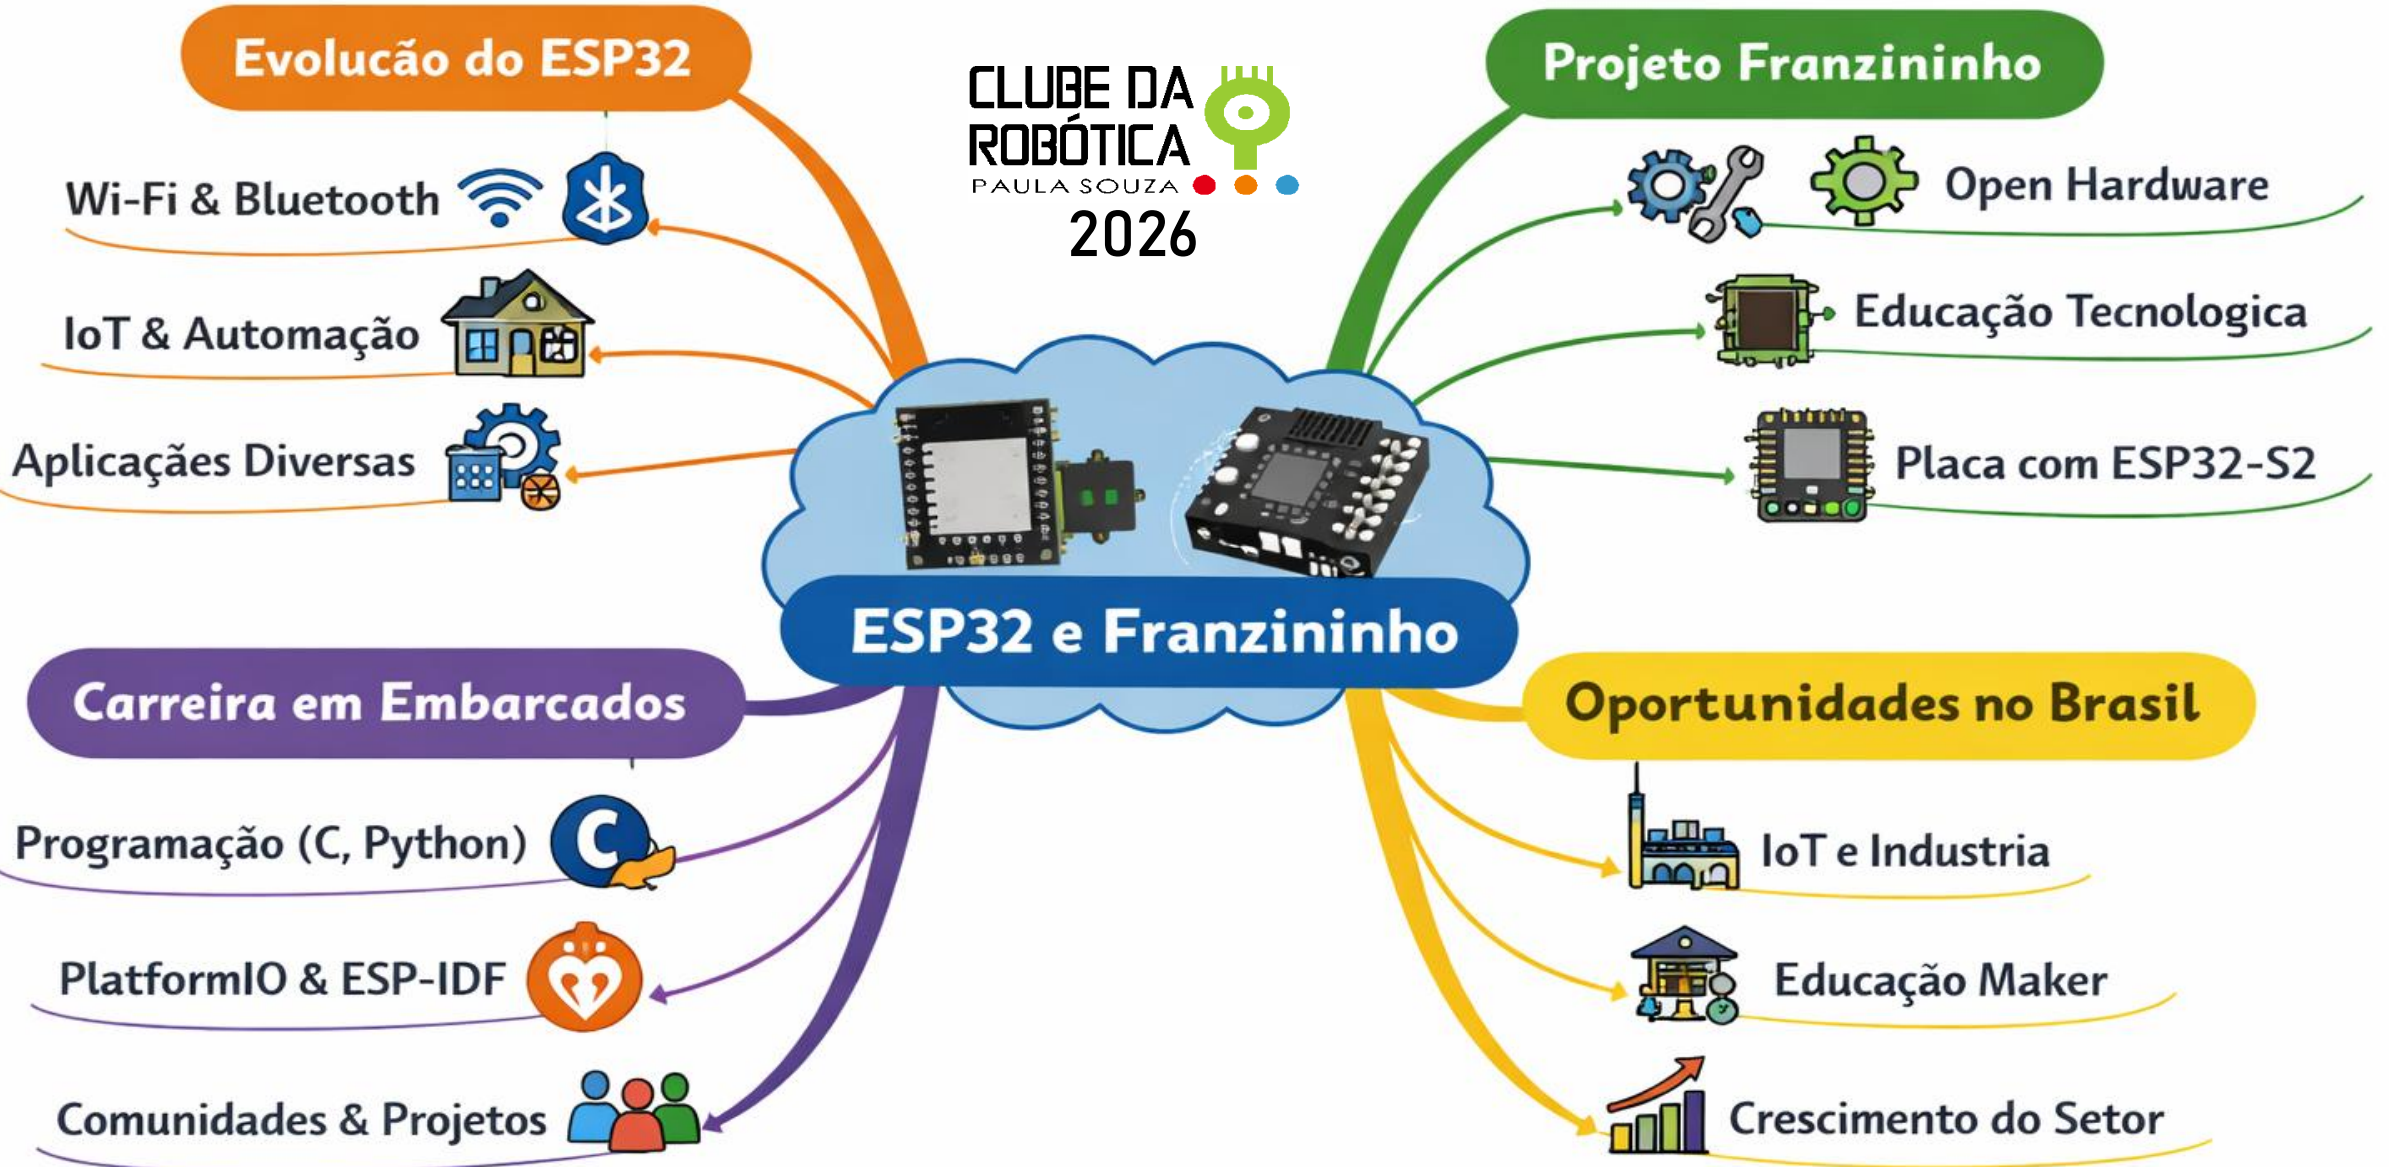 Evolucão do ESP32
Wi-Fi & Bluetooth
IoT & Automação
Aplicaçães Diversas
CLUBE DA
ROBÓTICA
PAULA SOUZA
2026
Projeto Franzininho
Open Hardware
Educação Tecnologica
Placa com ESP32-S2
ESP32 e Franzininho
Carreira em Embarcados
Programação (C, Python)
C
PlatformIO & ESP-IDF
Comunidades & Projetos
Oportunidades no Brasil
IoT e Industria
Educação Maker
Crescimento do Setor